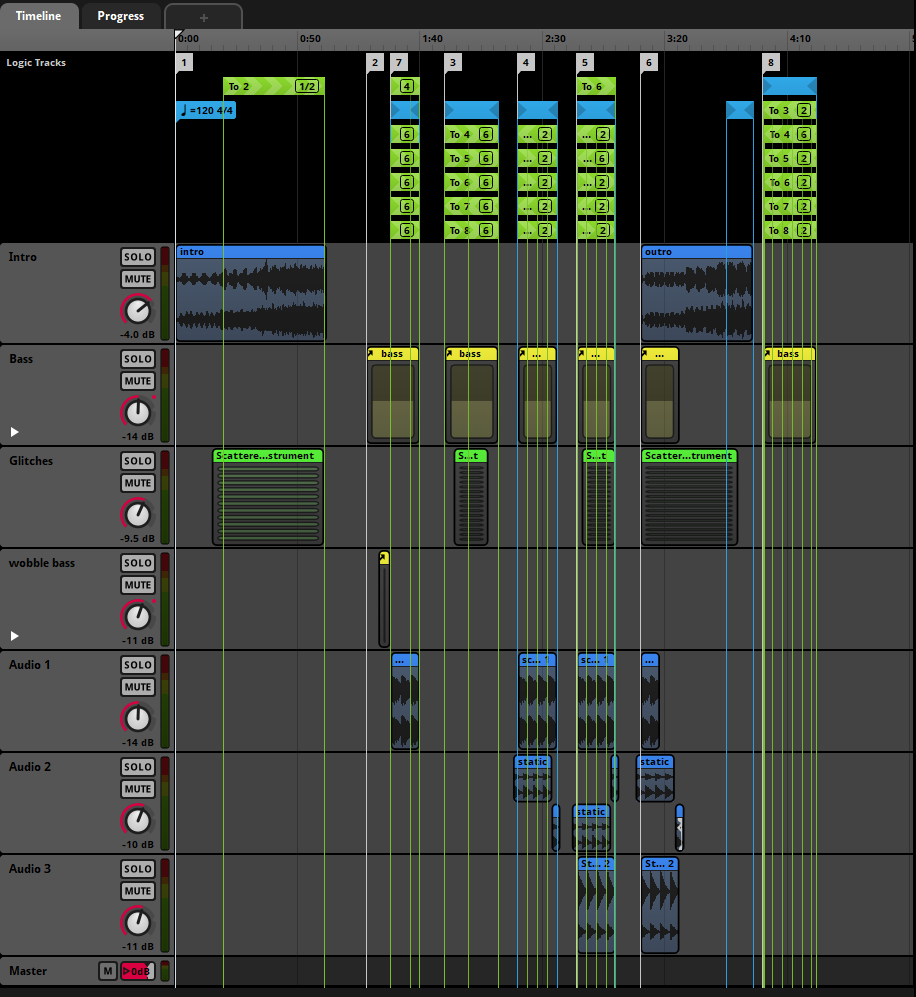 Timeline Progress +
0:00 0:50 1:40 2:30 3:20 4:10
Logic Tracks 1 2 7 3 4 5 6 8
To 2 1/2 4 To 6
=120 4/4 To 3 2
6 To 4 6 ... 2 ... 2 To 4 6
6 To 5 6 ... 2 ... 6 To 5 2
6 To 6 6 ... 2 ... 2 To 6 2
6 To 7 6 ... 2 ... 2 To 7 2
6 To 8 6 ... 2 ... 2 To 8 2
Intro SOLO intro outro
MUTE
-4.0 dB
Bass SOLO bass bass ... ... ... bass
MUTE
-14 dB
Glitches SOLO Scattere...strument S...t S...t Scatter...trument
MUTE
-9.5 dB
wobble bass SOLO
MUTE
-11 dB
Audio 1 SOLO ... sc... 1 sc... 1 ...
MUTE
-14 dB
Audio 2 SOLO static static
MUTE
static
-10 dB
Audio 3 SOLO St... 2 St... 2
MUTE
-11 dB
Master M 0dB